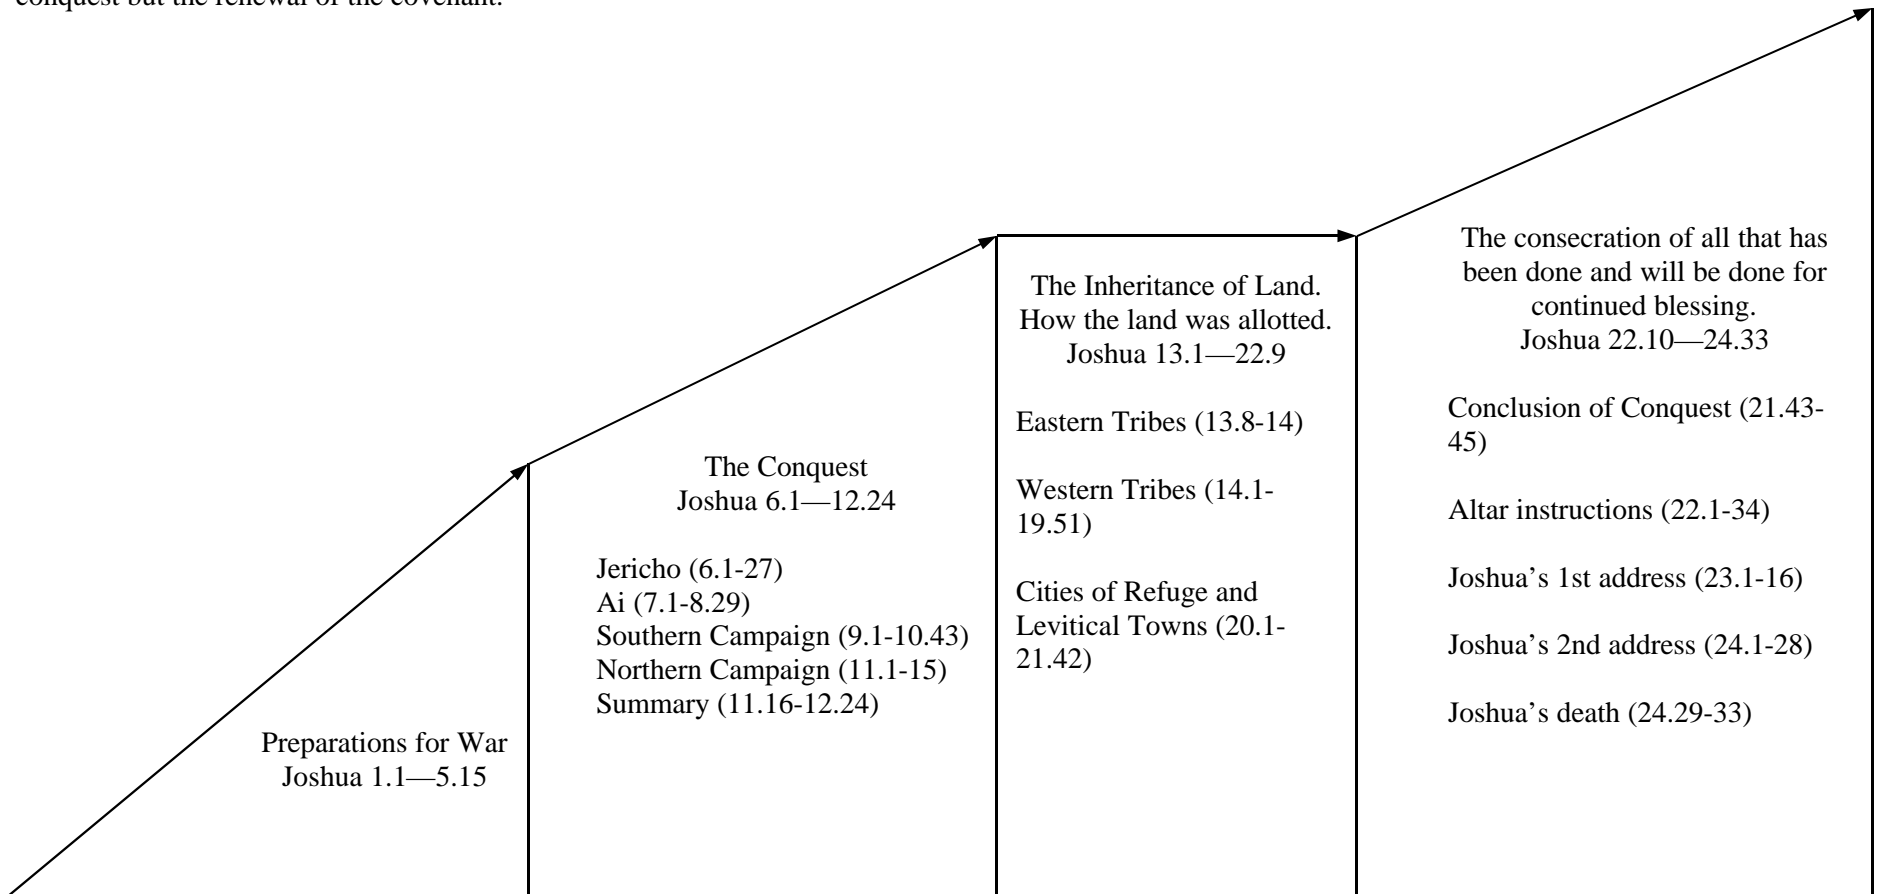 conquest but the renewal of the covenant.
Preparations for War
Joshua 1.1—5.15
The Conquest
Joshua 6.1—12.24
Jericho (6.1-27)
Ai (7.1-8.29)
Southern Campaign (9.1-10.43)
Northern Campaign (11.1-15)
Summary (11.16-12.24)
The Inheritance of Land.
How the land was allotted.
Joshua 13.1—22.9
Eastern Tribes (13.8-14)
Western Tribes (14.1-
19.51)
Cities of Refuge and
Levitical Towns (20.1-
21.42)
The consecration of all that has
been done and will be done for
continued blessing.
Joshua 22.10—24.33
Conclusion of Conquest (21.43-
45)
Altar instructions (22.1-34)
Joshua’s 1st address (23.1-16)
Joshua’s 2nd address (24.1-28)
Joshua’s death (24.29-33)